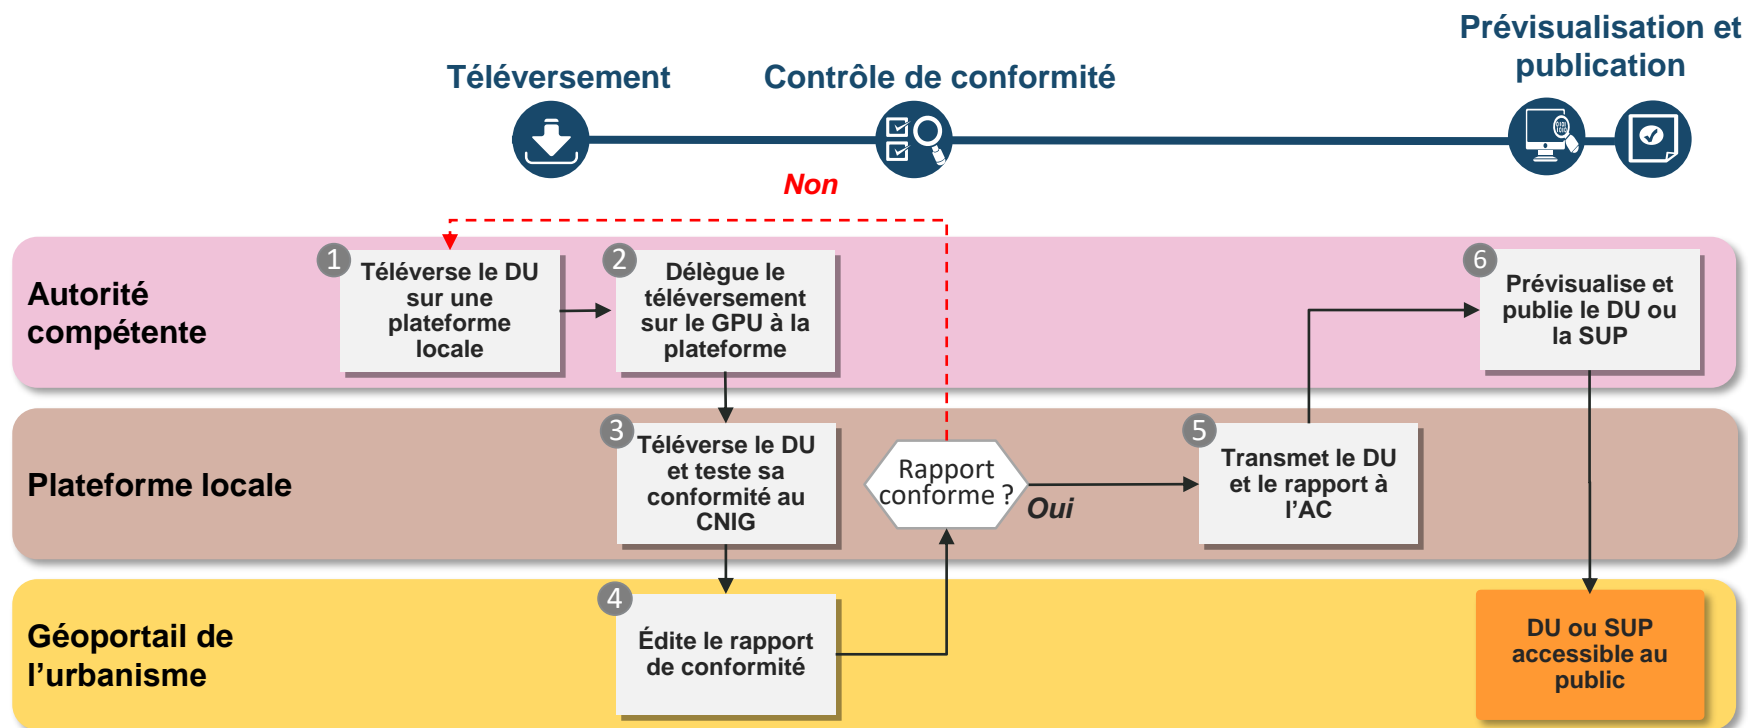 Prévisualisation et
publication
Téléversement
Contrôle de conformité
Non
Autorité
compétente
1
Téléverse le DU
sur une
plateforme
locale
2
Délègue le
téléversement
sur le GPU à la
plateforme
6
Prévisualise et
publie le DU ou
la SUP
Plateforme locale
3
Téléverse le DU
et teste sa
conformité au
CNIG
Rapport
conforme ?
Oui
5
Transmet le DU
et le rapport à
l’AC
Géoportail de
l’urbanisme
4
Édite le rapport
de conformité
DU ou SUP
accessible au
public